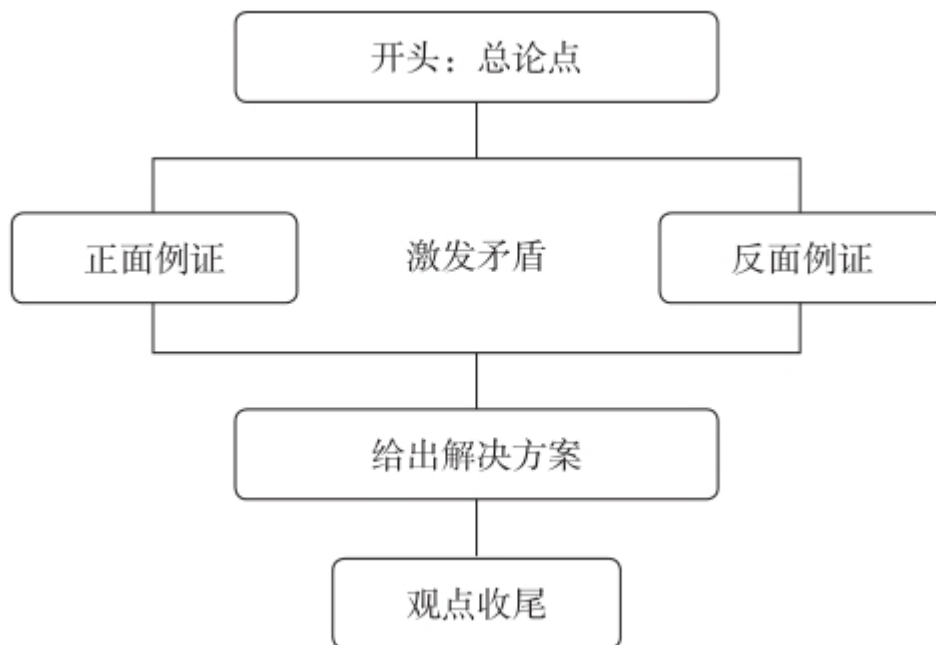 开头：总论点
正面例证
激发矛盾
反面例证
给出解决方案
观点收尾